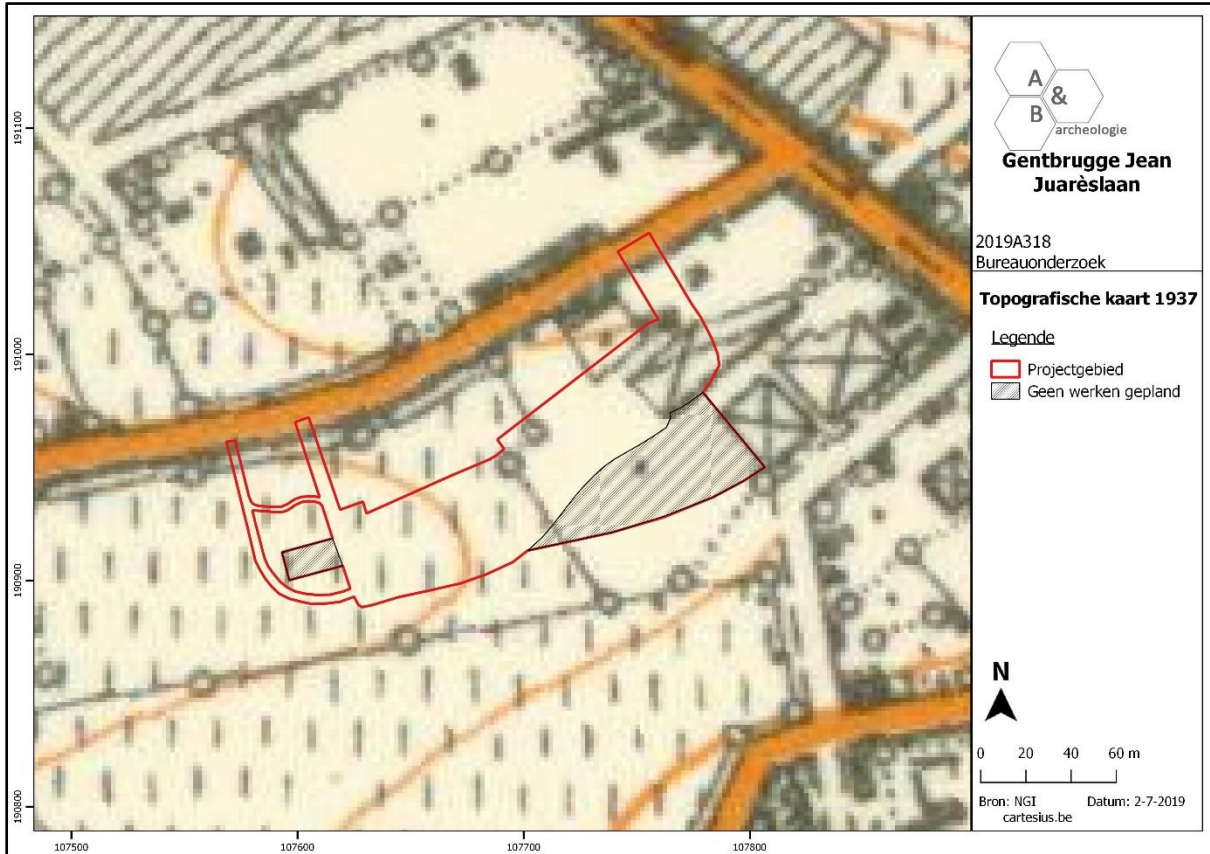 A
&
B
archeologie
Gentbrugge Jean
Juarèslaan
2019A318
Bureauonderzoek
Topografische kaart 1937
Legende
Projectgebied
Geen werken gepland
N
0 20 40 60 m
Bron: NGI Datum: 2-7-2019
cartesius.be
191100
191000
190900
190800
107500 107600 107700 107800